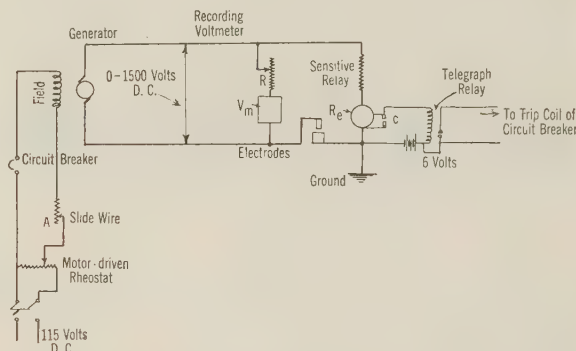 Recording
Voltmeter
Generator
0-1500 Volts
D. C.
Field
R
Vm
Sensitive
Relay
Re
c
Telegraph
Relay
To Trip Coil of
Circuit Breaker
6 Volts
Electrodes
Ground
Circuit Breaker
A
Slide Wire
Motor-driven
Rheostat
115 Volts
D. C.